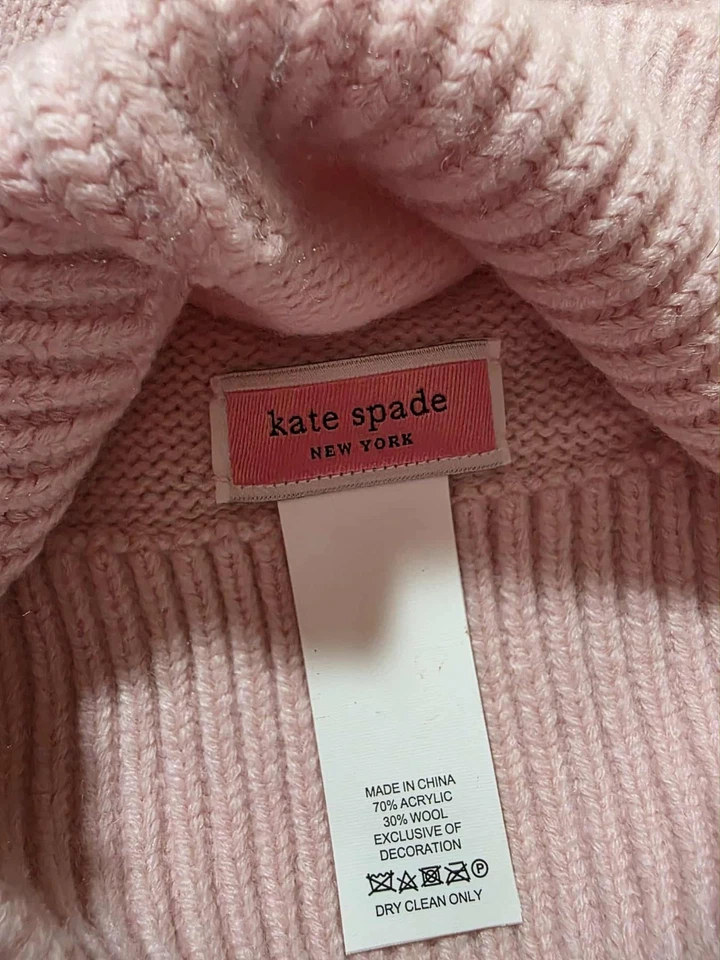 kate spade
NEW YORK
MADE IN CHINA
70% ACRYLIC
30% WOOL
EXCLUSIVE OF
DECORATION
P
DRY CLEAN ONLY